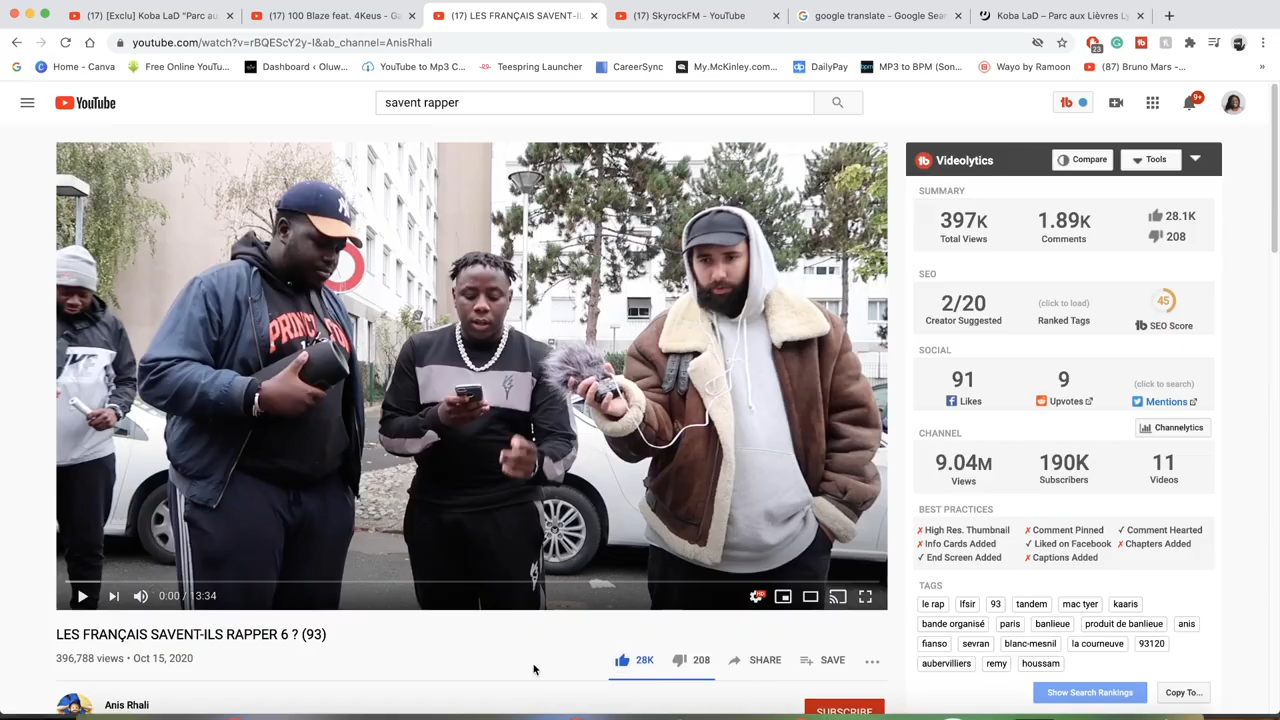 (17) [Exclu] Koba LaD "Parc au
(17) 100 Blaze feat. 4Keus - G
(17) LES FRANÇAIS SAVENT-IL
(17) SkyrockFM - YouTube
google translate - Google Sea
Koba LaD – Parc aux Lièvres Ly
youtube.com/watch?v=rBQEScY2y-I&ab_channel=AnisRhali
23
Home - Canva
Free Online YouTu...
Dashboard ‹ Oluw...
YouTube to Mp3 C...
Teespring Launcher
CareerSync
My.McKinley.com...
DailyPay
MP3 to BPM (Son...
Wayo by Ramoon
(87) Bruno Mars –...
»
YouTube
savent rapper
tb
9+
PRINCE
NIKE
0:00 / 13:34
HD
LES FRANÇAIS SAVENT-ILS RAPPER 6 ? (93)
396,788 views • Oct 15, 2020
28K
208
SHARE
SAVE
Anis Rhali
SUBSCRIBE
tb Videolytics
Compare
Tools
SUMMARY
397K
Total Views
1.89K
Comments
28.1K
208
SEO
2/20
Creator Suggested
(click to load)
Ranked Tags
45
tb SEO Score
SOCIAL
91
Likes
9
Upvotes
(click to search)
Mentions
CHANNEL
Channelytics
9.04M
Views
190K
Subscribers
11
Videos
BEST PRACTICES
✗ High Res. Thumbnail ✗ Comment Pinned ✓ Comment Hearted
✗ Info Cards Added ✓ Liked on Facebook ✗ Chapters Added
✓ End Screen Added ✗ Captions Added
TAGS
le rap lfsir 93 tandem mac tyer kaaris
bande organisé paris banlieue produit de banlieue anis
fianso sevran blanc-mesnil la courneuve 93120
aubervilliers remy houssam
Show Search Rankings
Copy To...